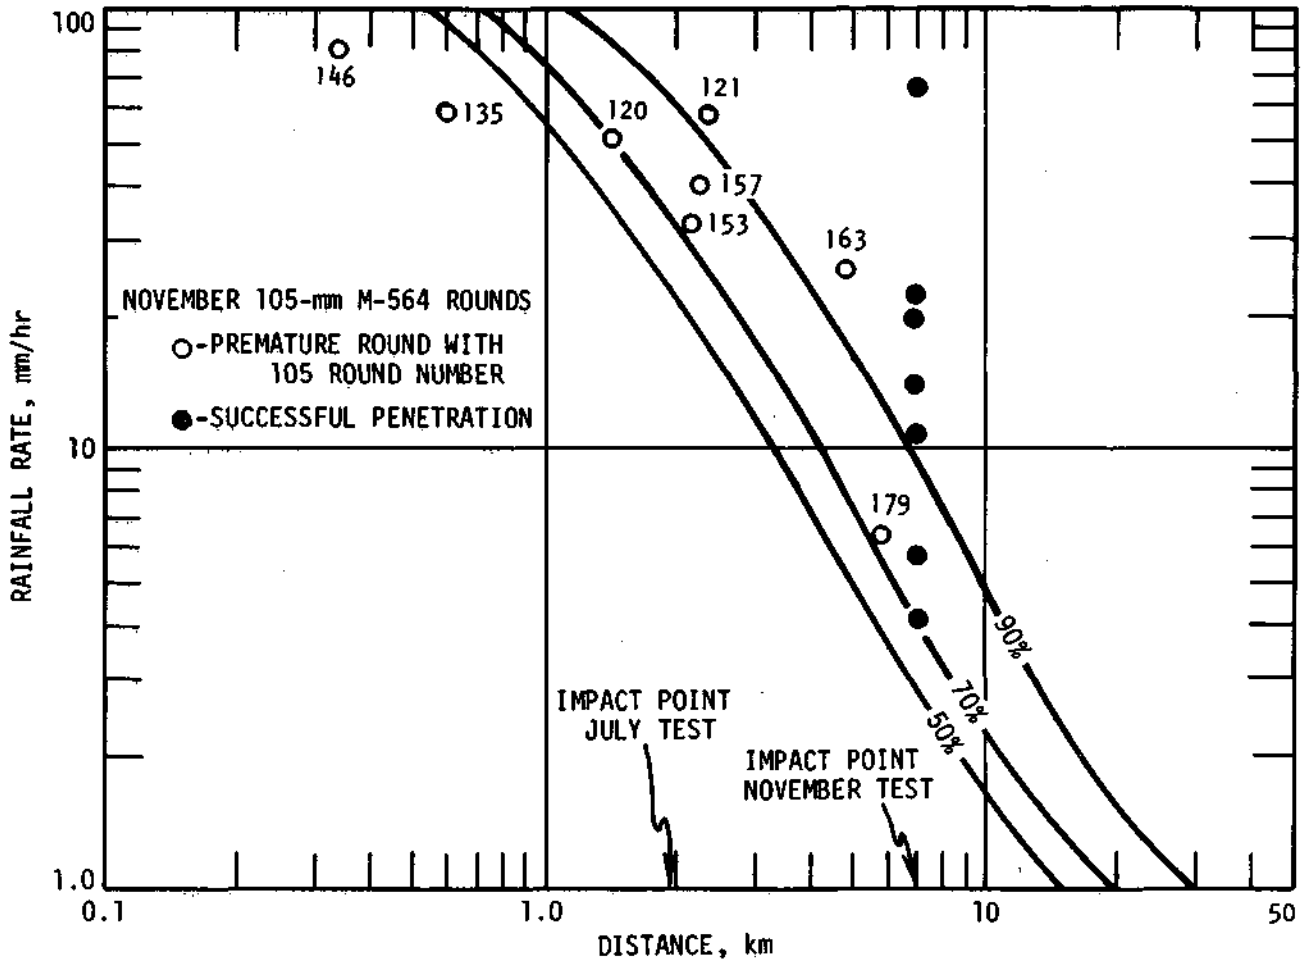 100
146
135
120
121
157
153
163
NOVEMBER 105-mm M-564 ROUNDS
O-PREMATURE ROUND WITH
105 ROUND NUMBER
●-SUCCESSFUL PENETRATION
10
179
RAINFALL RATE, mm/hr
90%
70%
50%
IMPACT POINT
JULY TEST
IMPACT POINT
NOVEMBER TEST
1.0
0.1
1.0
10
50
DISTANCE, km